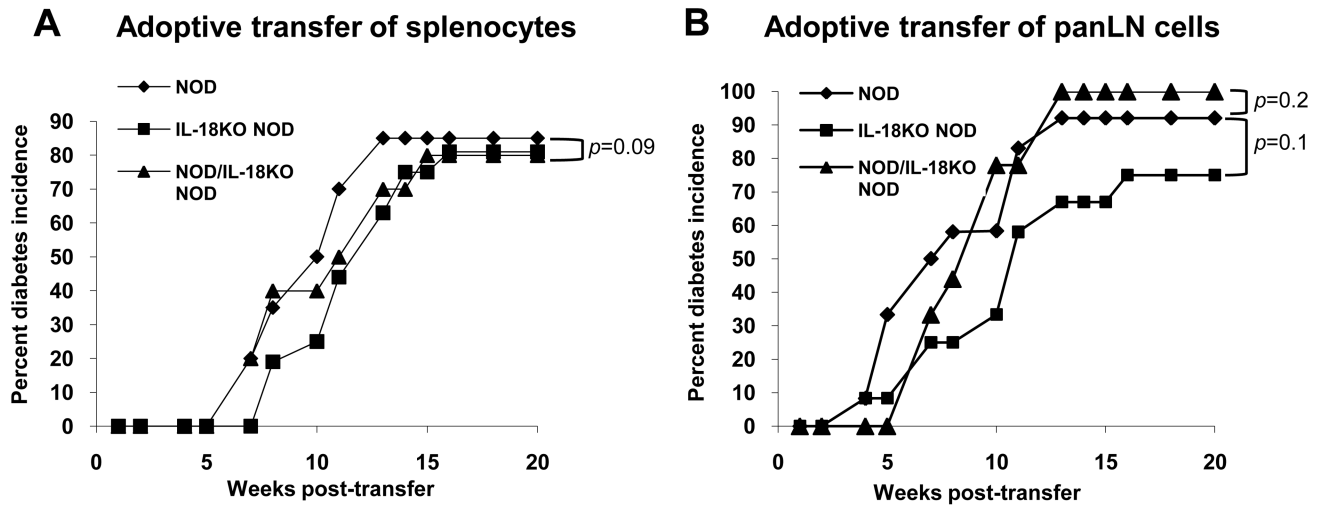 A Adoptive transfer of splenocytes
NOD
IL-18KO NOD
NOD/IL-18KO
NOD
Percent diabetes incidence
90
80
70
60
50
40
30
20
10
0
p=0.09
0 5 10 15 20
Weeks post-transfer
B Adoptive transfer of panLN cells
NOD
IL-18KO NOD
NOD/IL-18KO
NOD
Percent diabetes incidence
100
90
80
70
60
50
40
30
20
10
0
p=0.2
p=0.1
0 5 10 15 20
Weeks post-transfer